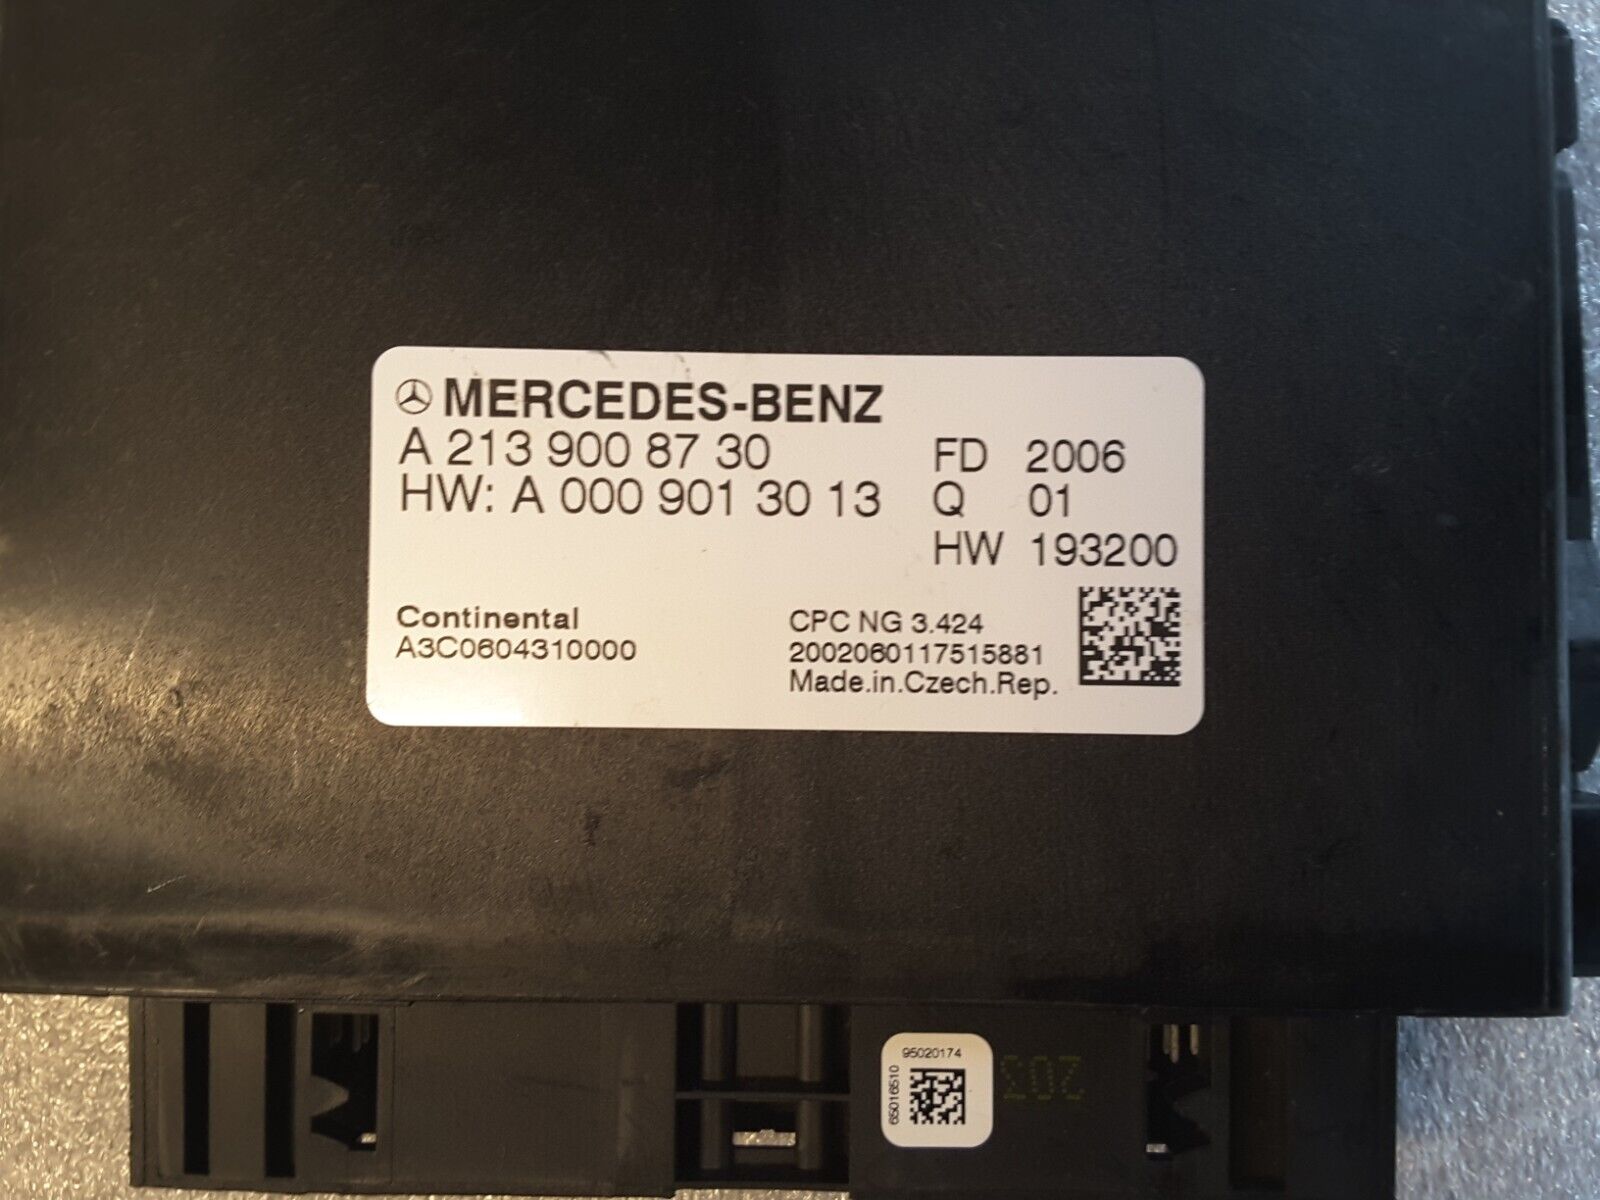 MERCEDES-BENZ
A 213 900 87 30
HW: A 000 901 30 13
FD 2006
Q 01
HW 193200
Continental
A3C0604310000
CPC NG 3.424
2002060117515881
Made.in.Czech.Rep.
95020174
65016510
202